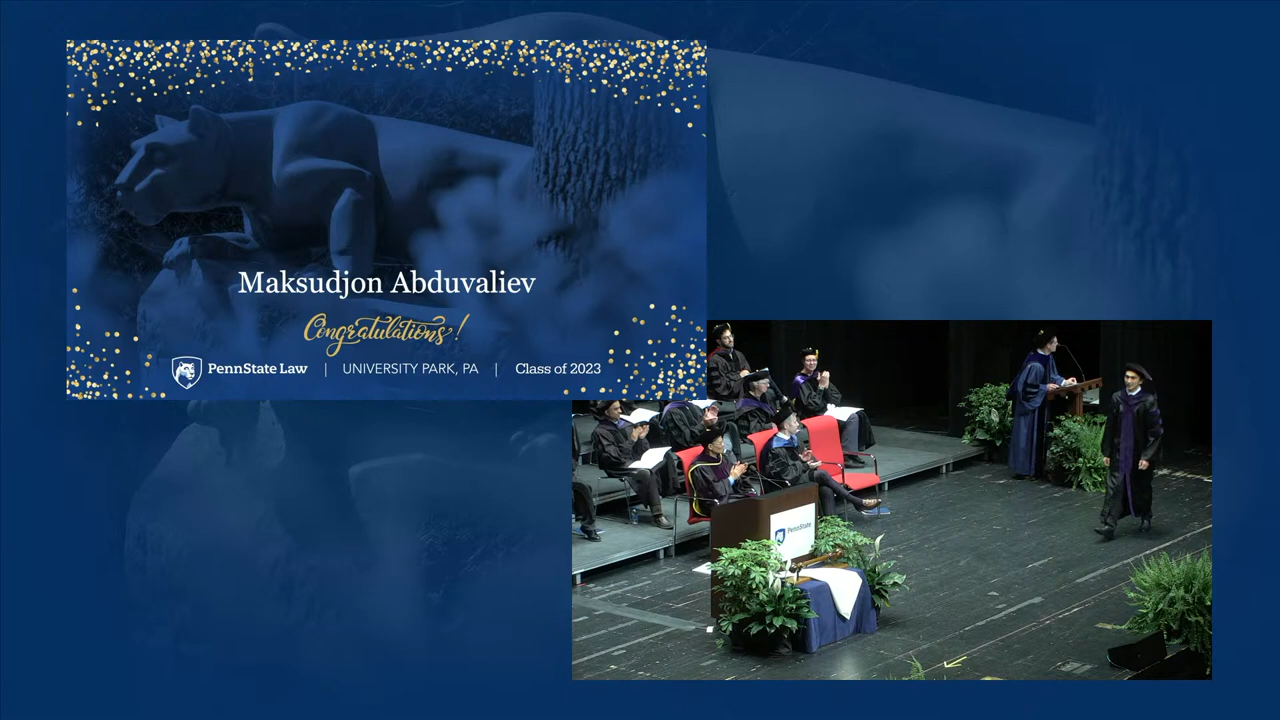 Maksudjon Abduvaliev
Congratulations!
PennState Law | UNIVERSITY PARK, PA | Class of 2023
PennState